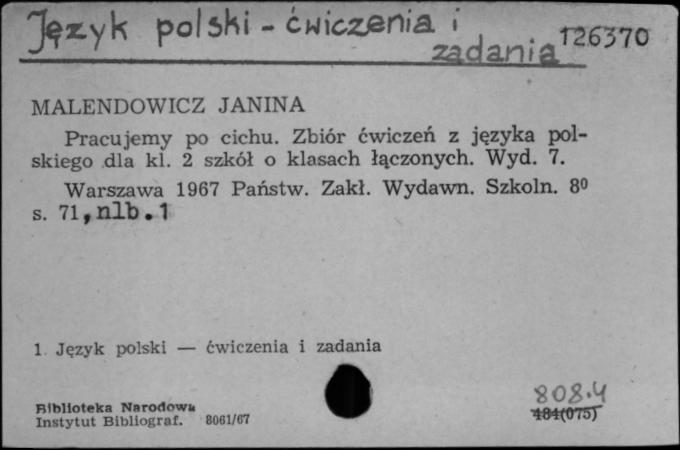 Język polski - ćwiczenia i
zadania 126370
MALENDOWICZ JANINA
Pracujemy po cichu. Zbiór ćwiczeń z języka pol-
skiego dla kl. 2 szkół o klasach łączonych. Wyd. 7.
Warszawa 1967 Państw. Zakł. Wydawn. Szkoln. 8⁰
s. 71, nlb. 1
1. Język polski — ćwiczenia i zadania
808.4
Biblioteka Narodowa 484(075)
Instytut Bibliograf. 8061/67